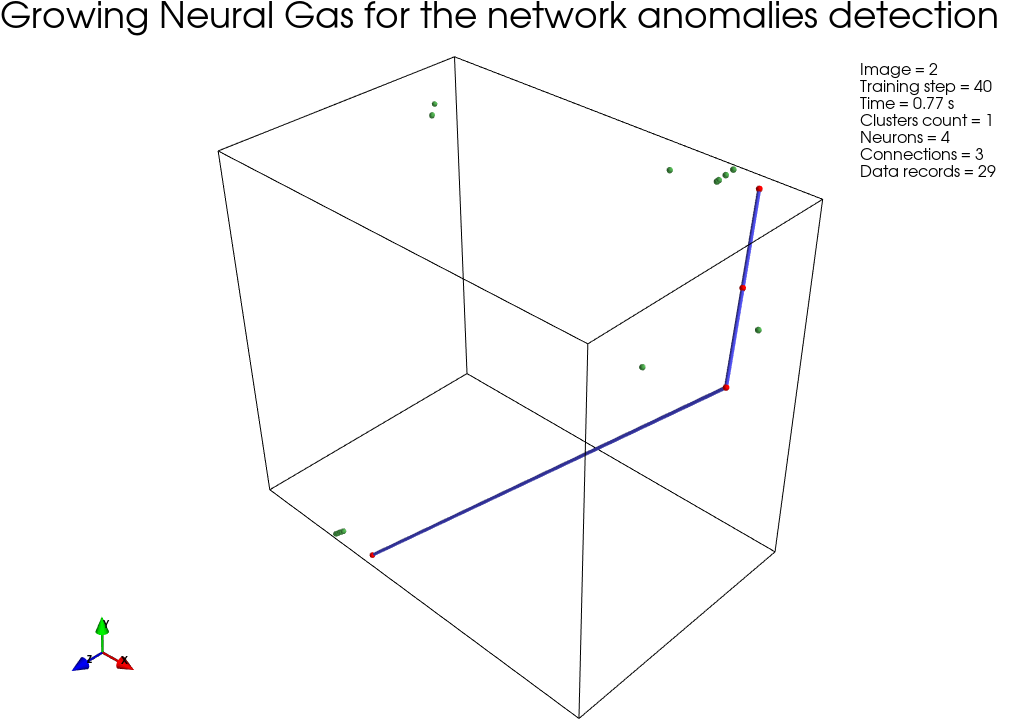 Growing Neural Gas for the network anomalies detection
Image = 2
Training step = 40
Time = 0.77 s
Clusters count = 1
Neurons = 4
Connections = 3
Data records = 29
Y
Z
X